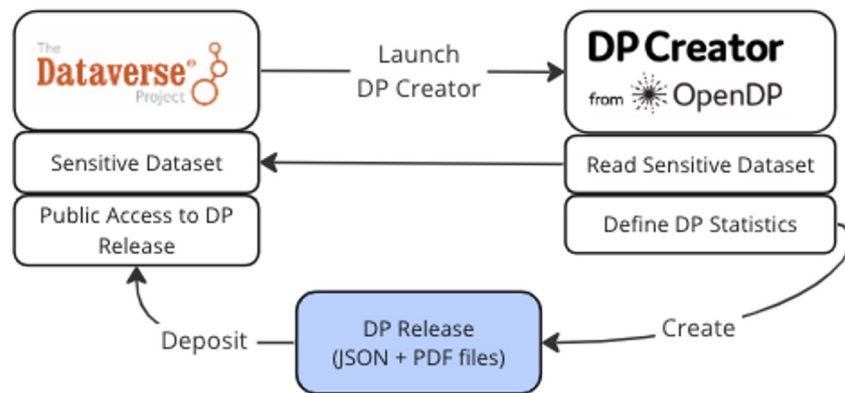 The
Dataverse®
Project
Launch
DP Creator
DP Creator
from OpenDP
Sensitive Dataset
Read Sensitive Dataset
Public Access to DP
Release
Define DP Statistics
DP Release
(JSON + PDF files)
Deposit
Create